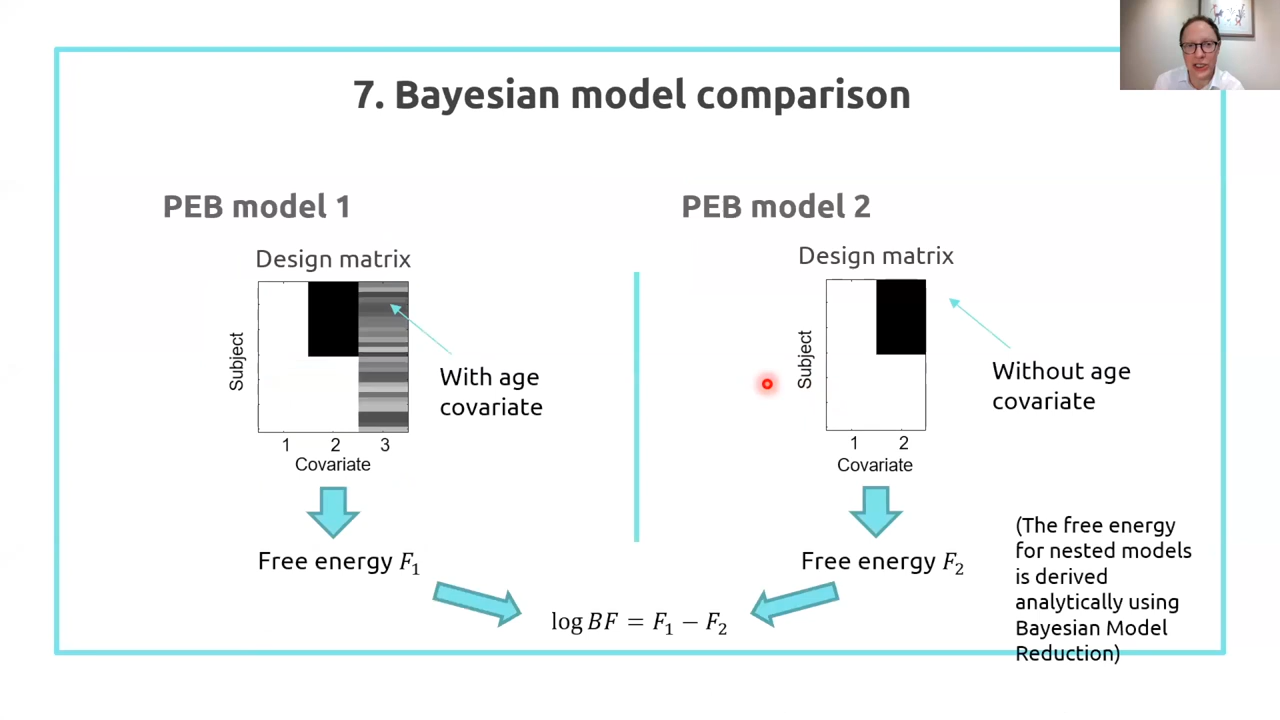 7. Bayesian model comparison
PEB model 1
Design matrix
Subject
1 2 3
Covariate
With age
covariate
Free energy F₁
PEB model 2
Design matrix
Subject
1 2
Covariate
Without age
covariate
Free energy F₂
log BF = F₁ − F₂
(The free energy
for nested models
is derived
analytically using
Bayesian Model
Reduction)